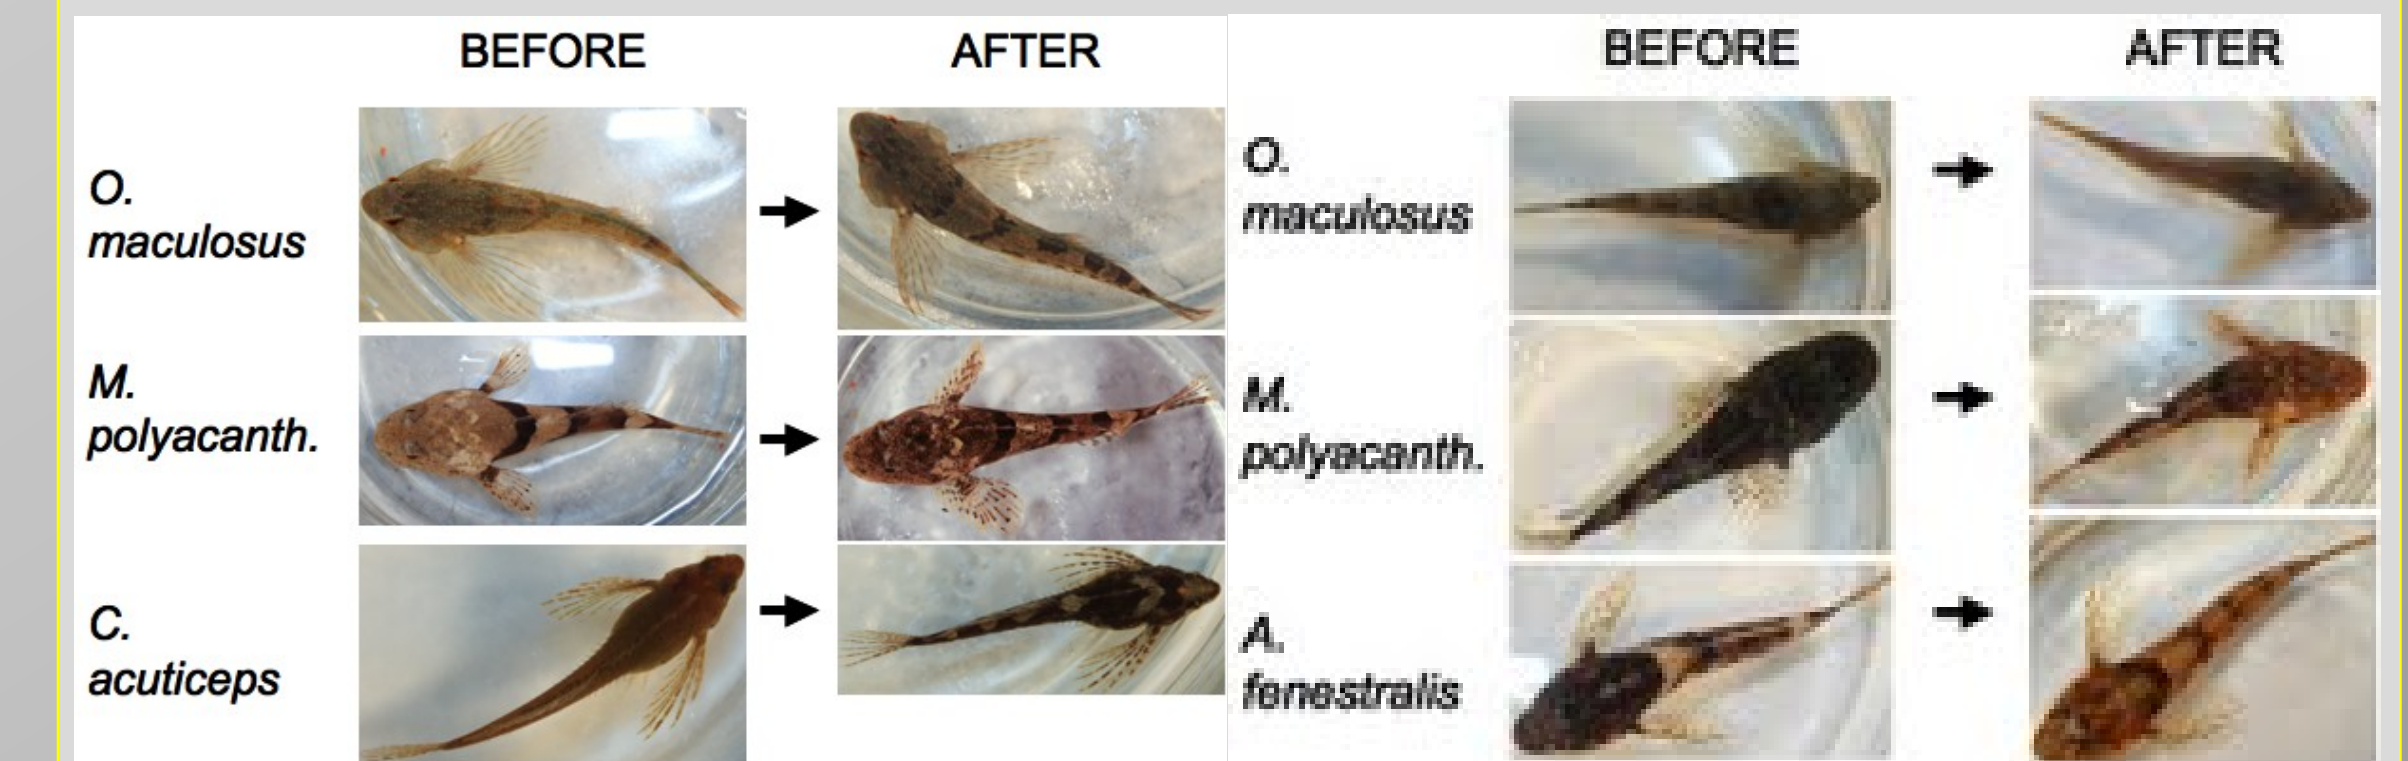 BEFORE AFTER
O.
maculosus
M.
polyacanth.
C.
acuticeps
BEFORE AFTER
O.
maculosus
M.
polyacanth.
A.
fenestralis